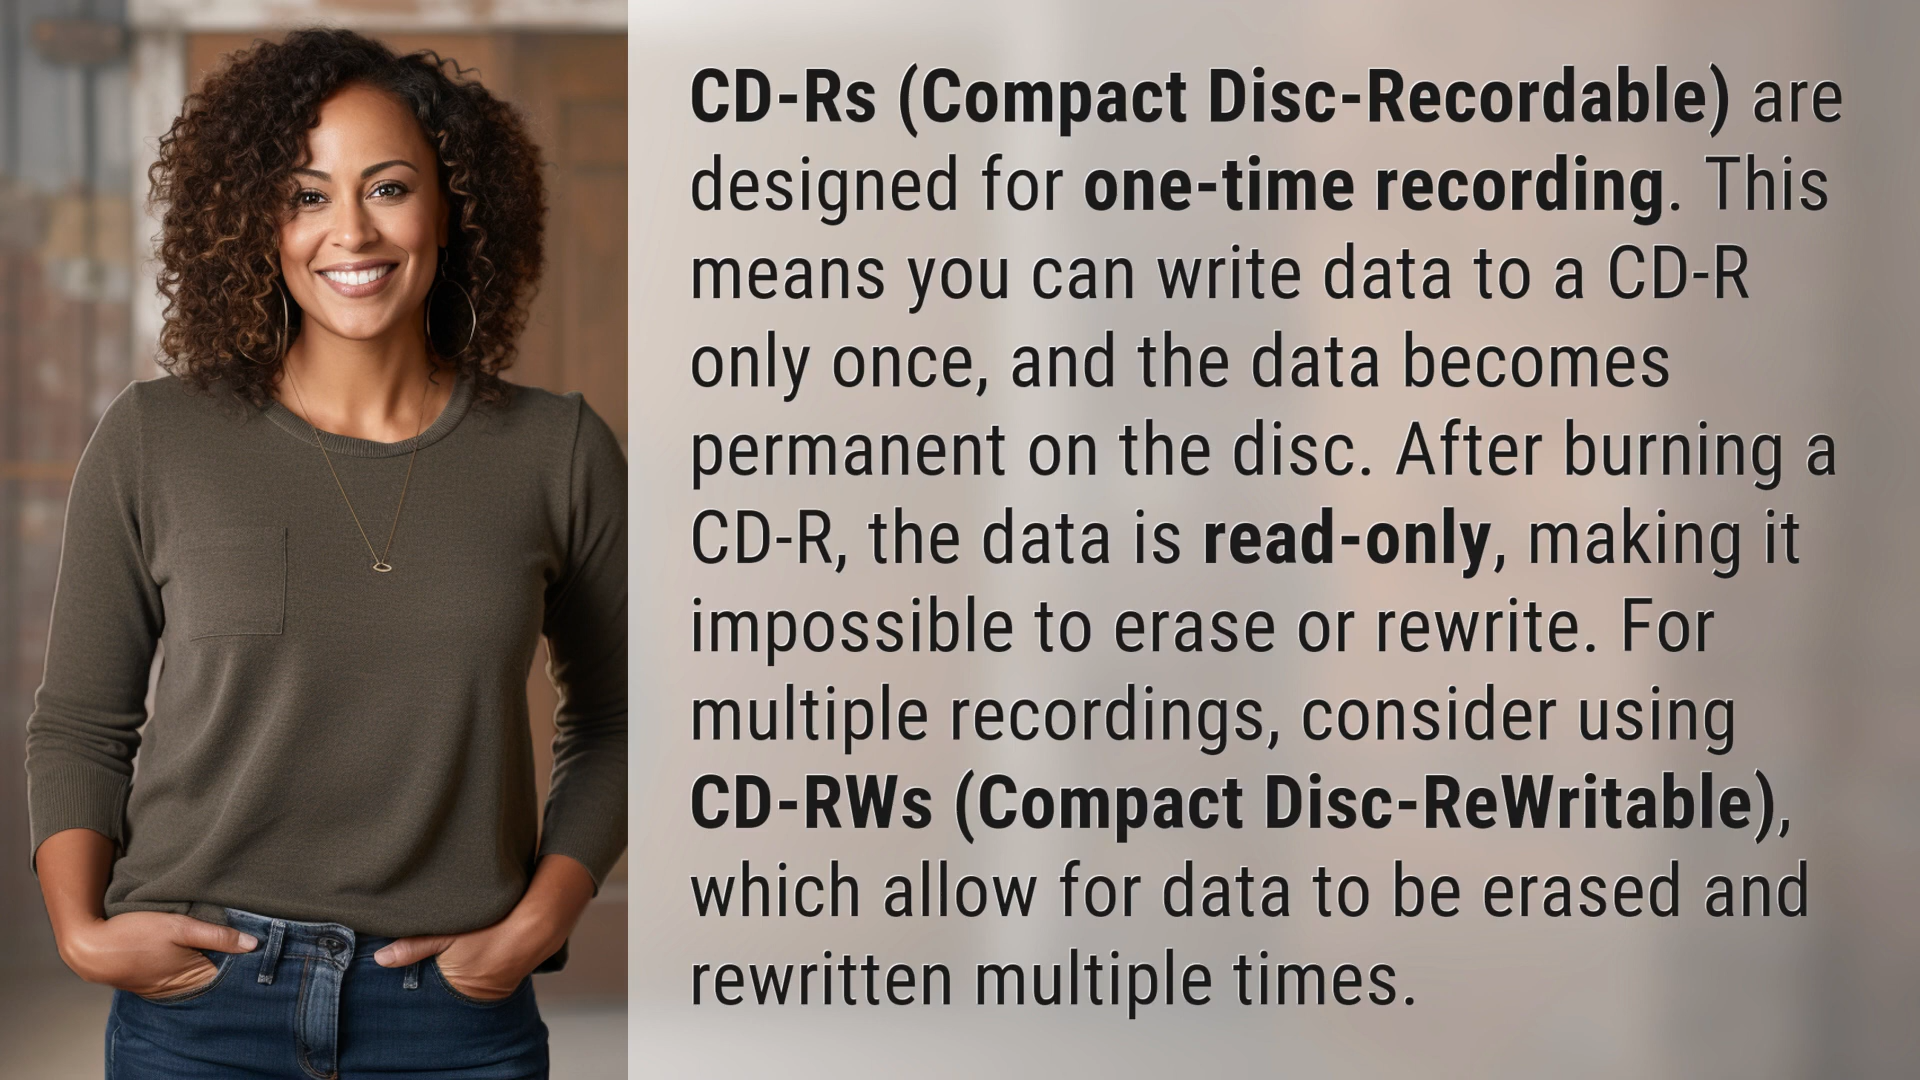 CD-Rs (Compact Disc-Recordable) are
designed for one-time recording. This
means you can write data to a CD-R
only once, and the data becomes
permanent on the disc. After burning a
CD-R, the data is read-only, making it
impossible to erase or rewrite. For
multiple recordings, consider using
CD-RWs (Compact Disc-ReWritable),
which allow for data to be erased and
rewritten multiple times.